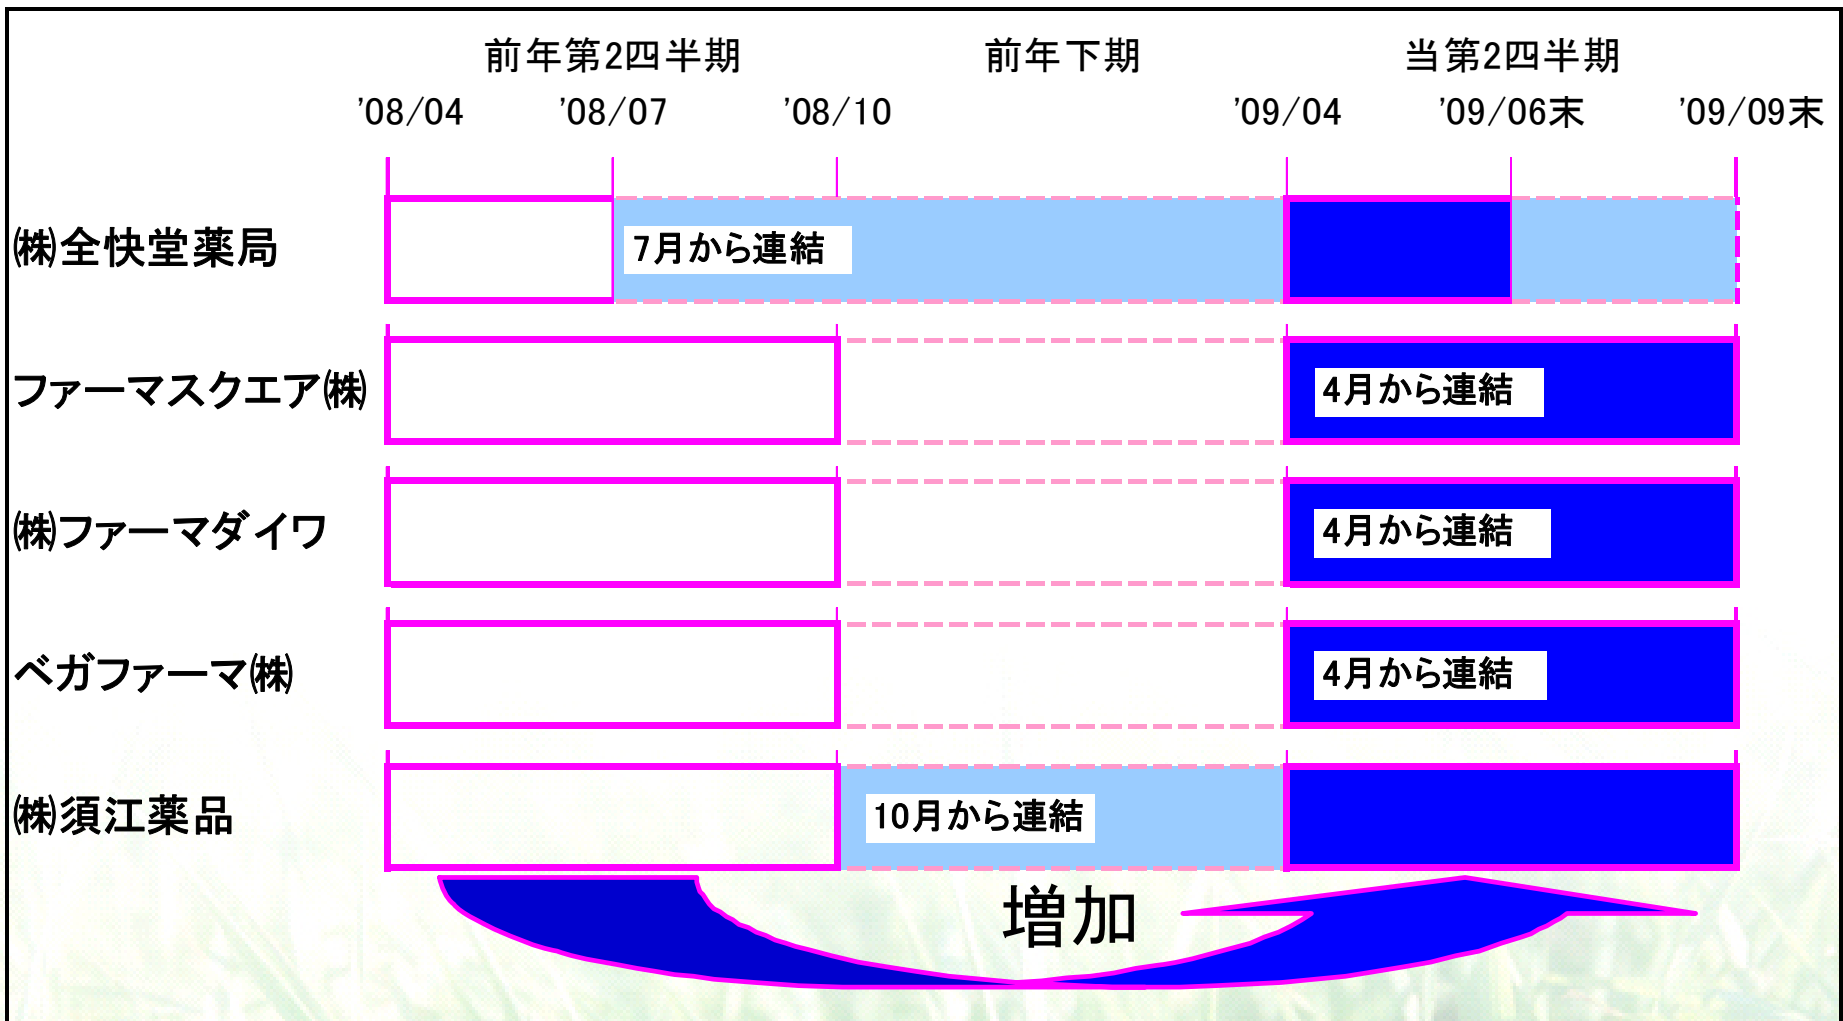 前年第2四半期 前年下期 当第2四半期
'08/04 '08/07 '08/10 '09/04 '09/06末 '09/09末
㈱全快堂薬局 7月から連結
ファーマスクエア㈱ 4月から連結
㈱ファーマダイワ 4月から連結
ベガファーマ㈱ 4月から連結
㈱須江薬品 10月から連結
増加